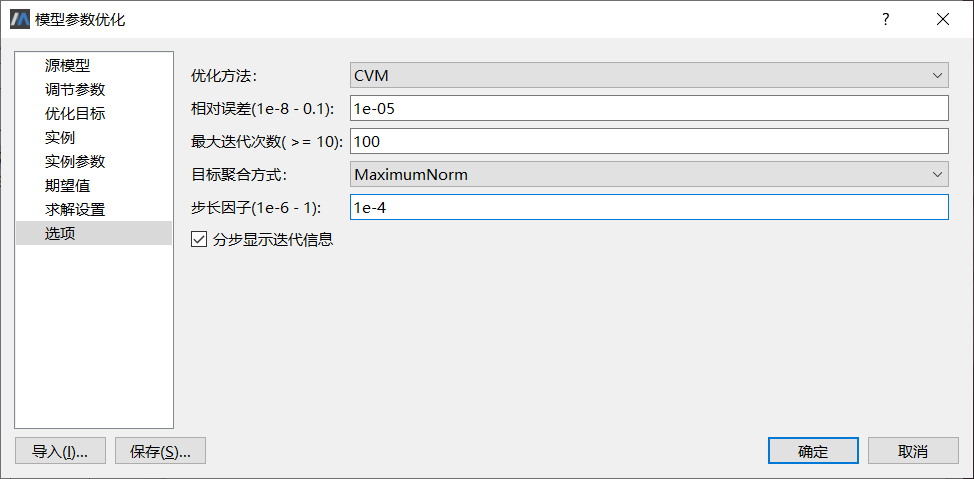 模型参数优化
?
源模型
调节参数
优化目标
实例
实例参数
期望值
求解设置
选项
优化方法: CVM
相对误差(1e-8 - 0.1): 1e-05
最大迭代次数( >= 10): 100
目标聚合方式: MaximumNorm
步长因子(1e-6 - 1): 1e-4
分步显示迭代信息
导入(I)... 保存(S)... 确定 取消